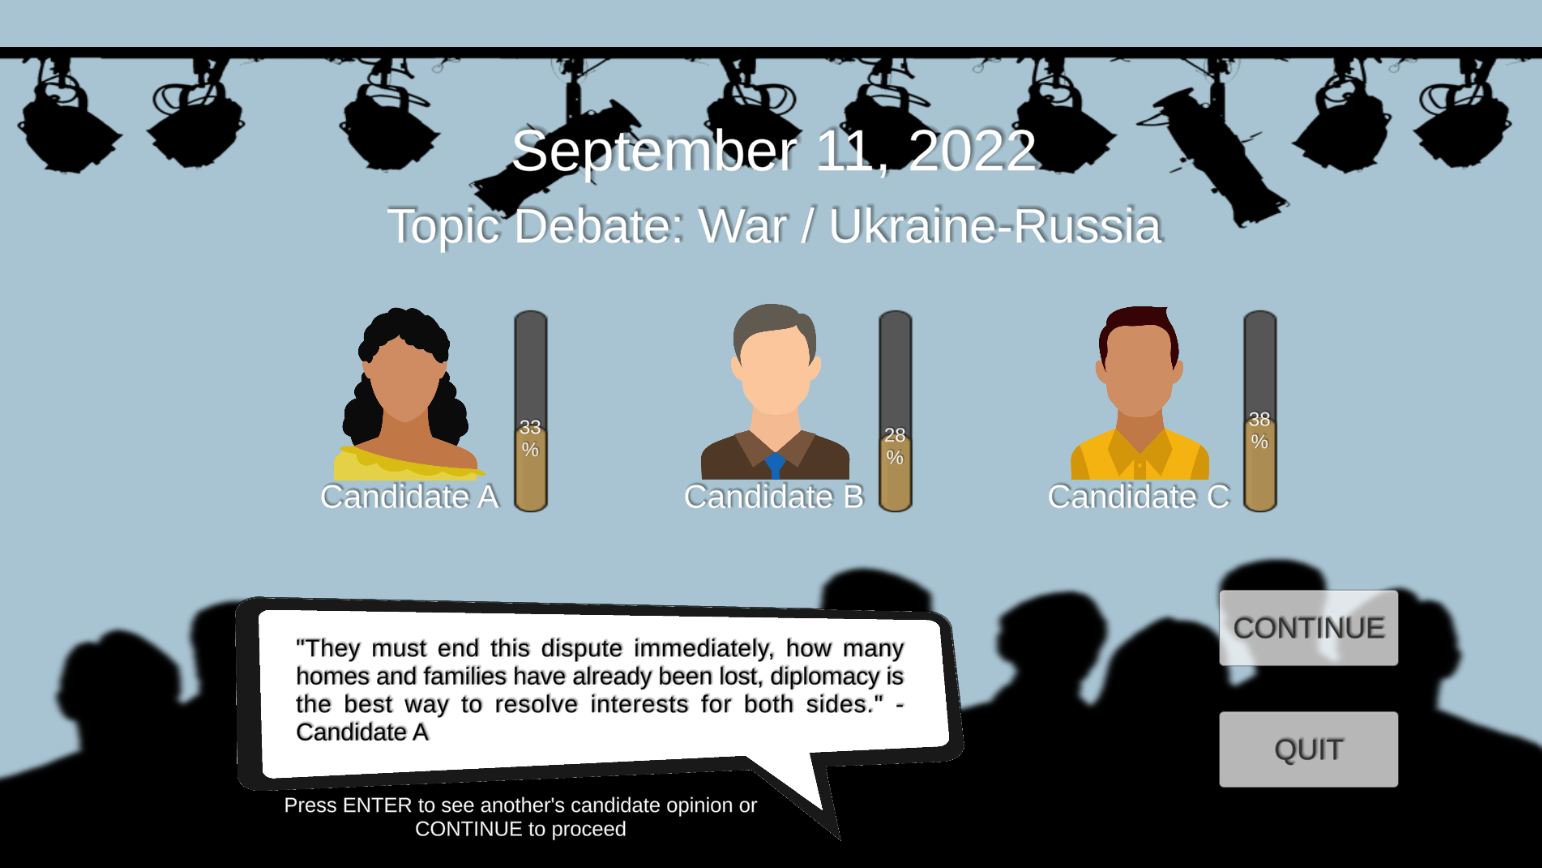 September 11, 2022
Topic Debate: War / Ukraine-Russia
33
%
28
%
38
%
Candidate A
Candidate B
Candidate C
"They must end this dispute immediately, how many
homes and families have already been lost, diplomacy is
the best way to resolve interests for both sides." -
Candidate A
CONTINUE
QUIT
Press ENTER to see another's candidate opinion or
CONTINUE to proceed